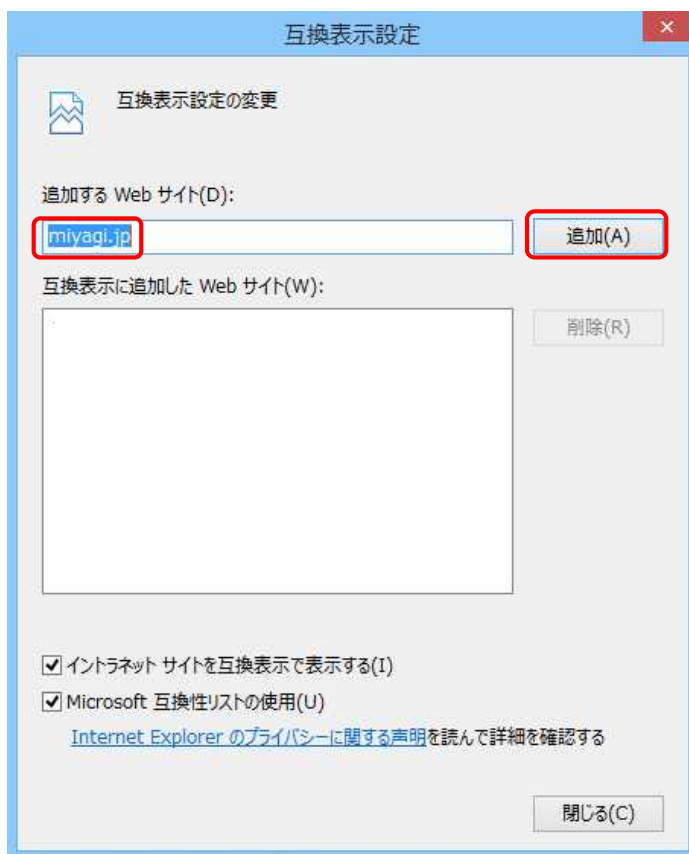 互換表示設定
互換表示設定の変更
追加する Web サイト(D):
miyagi.jp
追加(A)
互換表示に追加した Web サイト(W):
削除(R)
イントラネット サイトを互換表示で表示する(I)
Microsoft 互換性リストの使用(U)
Internet Explorer のプライバシーに関する声明を読んで詳細を確認する
閉じる(C)